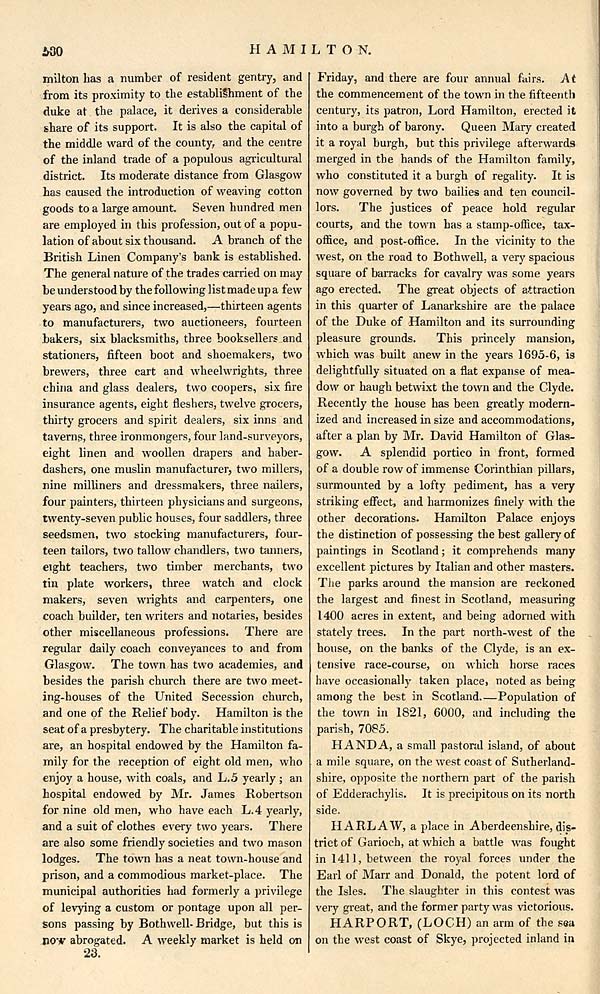 530
HAMILTON.
milton has a number of resident gentry, and
from its proximity to the establishment of the
duke at the palace, it derives a considerable
share of its support. It is also the capital of
the middle ward of the county, and the centre
of the inland trade of a populous agricultural
district. Its moderate distance from Glasgow
has caused the introduction of weaving cotton
goods to a large amount. Seven hundred men
are employed in this profession, out of a popu-
lation of about six thousand. A branch of the
British Linen Company's bank is established.
The general nature of the trades carried on may
be understood by the following list made up a few
years ago, and since increased,—thirteen agents
to manufacturers, two auctioneers, fourteen
bakers, six blacksmiths, three booksellers and
stationers, fifteen boot and shoemakers, two
brewers, three cart and wheelwrights, three
china and glass dealers, two coopers, six fire
insurance agents, eight fleshers, twelve grocers,
thirty grocers and spirit dealers, six inns and
taverns, three ironmongers, four land-surveyors,
eight linen and woollen drapers and haber-
dashers, one muslin manufacturer, two millers,
nine milliners and dressmakers, three nailers,
four painters, thirteen physicians and surgeons,
twenty-seven public houses, four saddlers, three
seedsmen, two stocking manufacturers, four-
teen tailors, two tallow chandlers, two tanners,
eight teachers, two timber merchants, two
tin plate workers, three watch and clock
makers, seven wrights and carpenters, one
coach builder, ten writers and notaries, besides
other miscellaneous professions. There are
regular daily coach conveyances to and from
Glasgow. The town has two academies, and
besides the parish church there are two meet-
ing-houses of the United Secession church,
and one of the Relief body. Hamilton is the
seat of a presbytery. The charitable institutions
are, an hospital endowed by the Hamilton fa-
mily for the reception of eight old men, who
enjoy a house, with coals, and L.5 yearly; an
hospital endowed by Mr. James Robertson
for nine old men, who have each L.4 yearly,
and a suit of clothes every two years. There
are also some friendly societies and two mason
lodges. The town has a neat town-house and
prison, and a commodious market-place. The
municipal authorities had formerly a privilege
of levying a custom or pontage upon all per-
sons passing by Bothwell-Bridge, but this is
now abrogated. A weekly market is held on
23.
Friday, and there are four annual fairs. At
the commencement of the town in the fifteenth
century, its patron, Lord Hamilton, erected it
into a burgh of barony. Queen Mary created
it a royal burgh, but this privilege afterwards
merged in the hands of the Hamilton family,
who constituted it a burgh of regality. It is
now governed by two bailies and ten council-
lors. The justices of peace hold regular
courts, and the town has a stamp-office, tax-
office, and post-office. In the vicinity to the
west, on the road to Bothwell, a very spacious
square of barracks for cavalry was some years
ago erected. The great objects of attraction
in this quarter of Lanarkshire are the palace
of the Duke of Hamilton and its surrounding
pleasure grounds. This princely mansion,
which was built anew in the years 1695-6, is
delightfully situated on a flat expanse of mea-
dow or haugh betwixt the town and the Clyde.
Recently the house has been greatly modern-
ized and increased in size and accommodations,
after a plan by Mr. David Hamilton of Glas-
gow. A splendid portico in front, formed
of a double row of immense Corinthian pillars,
surmounted by a lofty pediment, has a very
striking effect, and harmonizes finely with the
other decorations. Hamilton Palace enjoys
the distinction of possessing the best gallery of
paintings in Scotland; it comprehends many
excellent pictures by Italian and other masters.
The parks around the mansion are reckoned
the largest and finest in Scotland, measuring
1400 acres in extent, and being adorned with
stately trees. In the part north-west of the
house, on the banks of the Clyde, is an ex-
tensive race-course, on which horse races
have occasionally taken place, noted as being
among the best in Scotland.—Population of
the town in 1821, 6000, and including the
parish, 7085.
HANDA, a small pastoral island, of about
a mile square, on the west coast of Sutherland-
shire, opposite the northern part of the parish
of Edderachylis. It is precipitous on its north
side.
HARLAW, a place in Aberdeenshire, dis-
trict of Garioch, at which a battle was fought
in 1411, between the royal forces under the
Earl of Marr and Donald, the potent lord of
the Isles. The slaughter in this contest was
very great, and the former party was victorious.
HARPORT, (LOCH) an arm of the sea
on the west coast of Skye, projected inland in